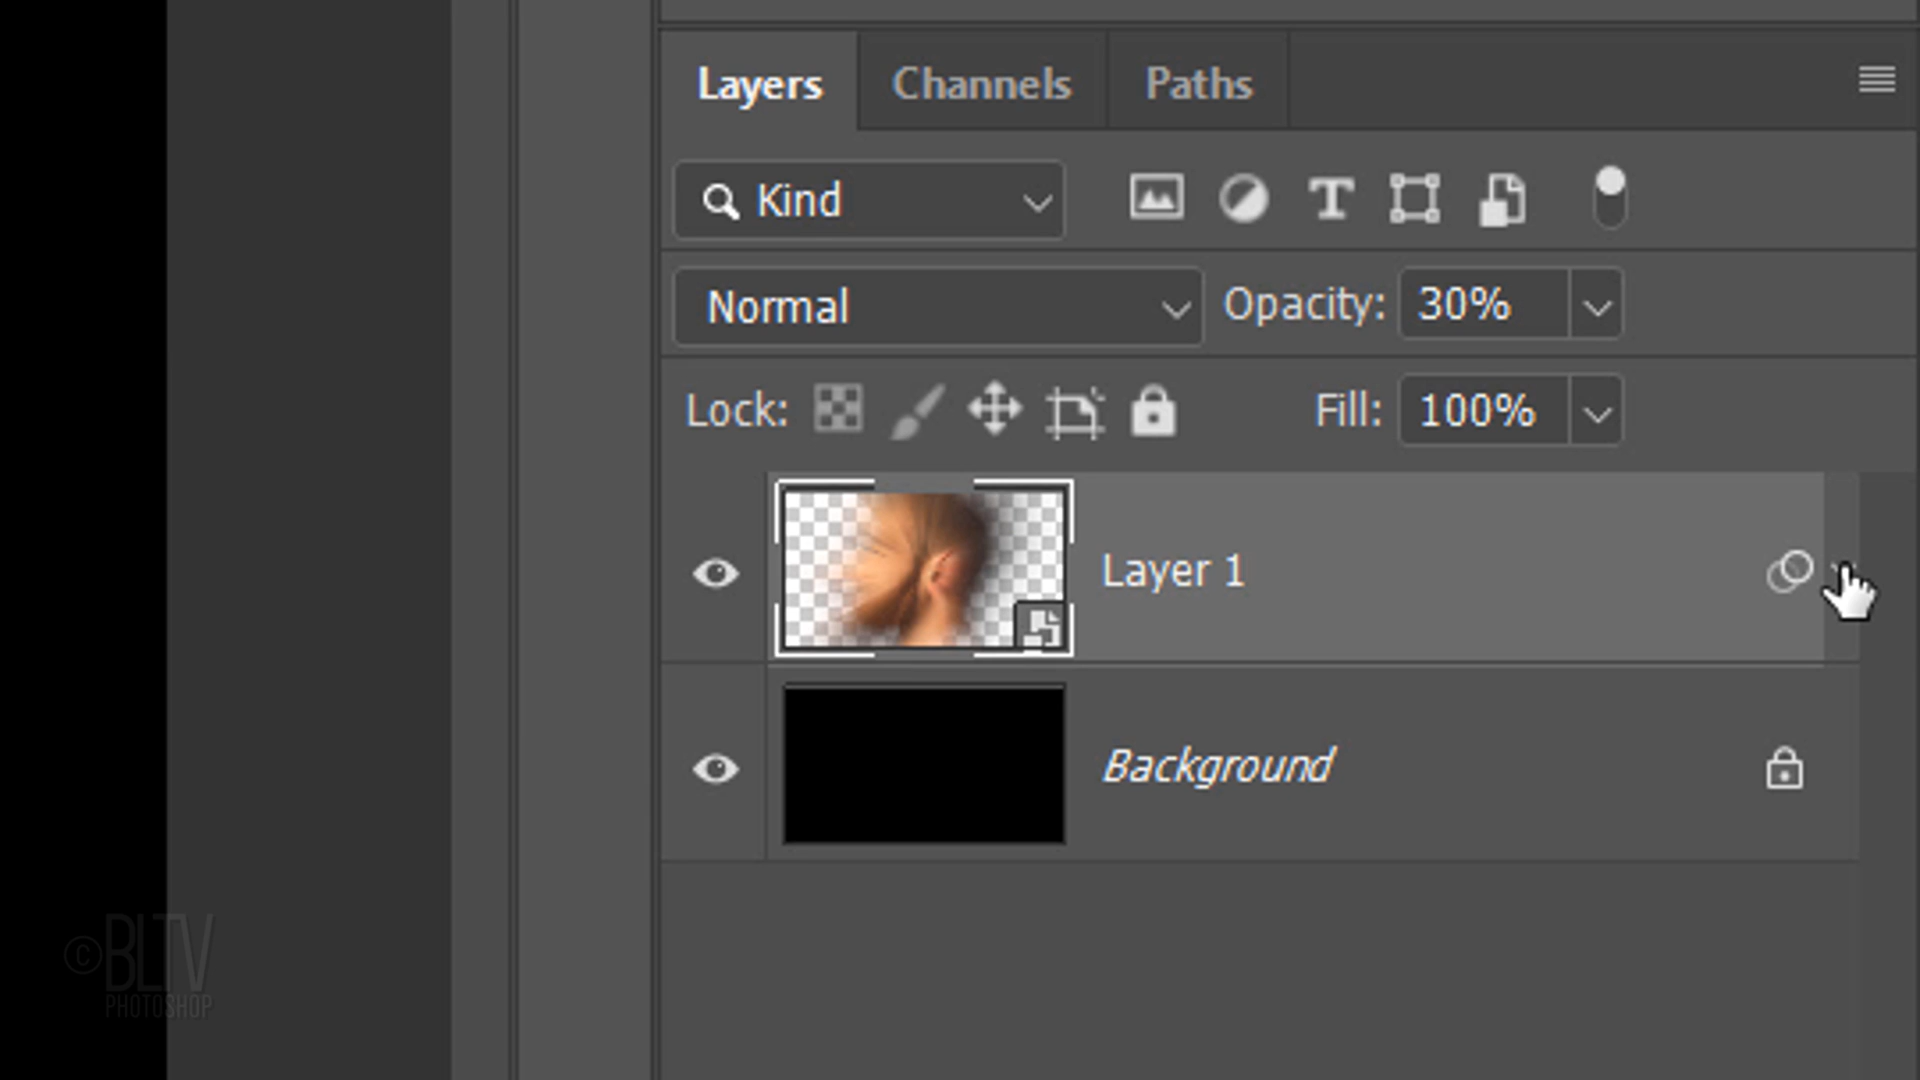 Layers Channels Paths
Kind
Normal Opacity: 30%
Lock: Fill: 100%
Layer 1
Background
©BLTV
PHOTOSHOP